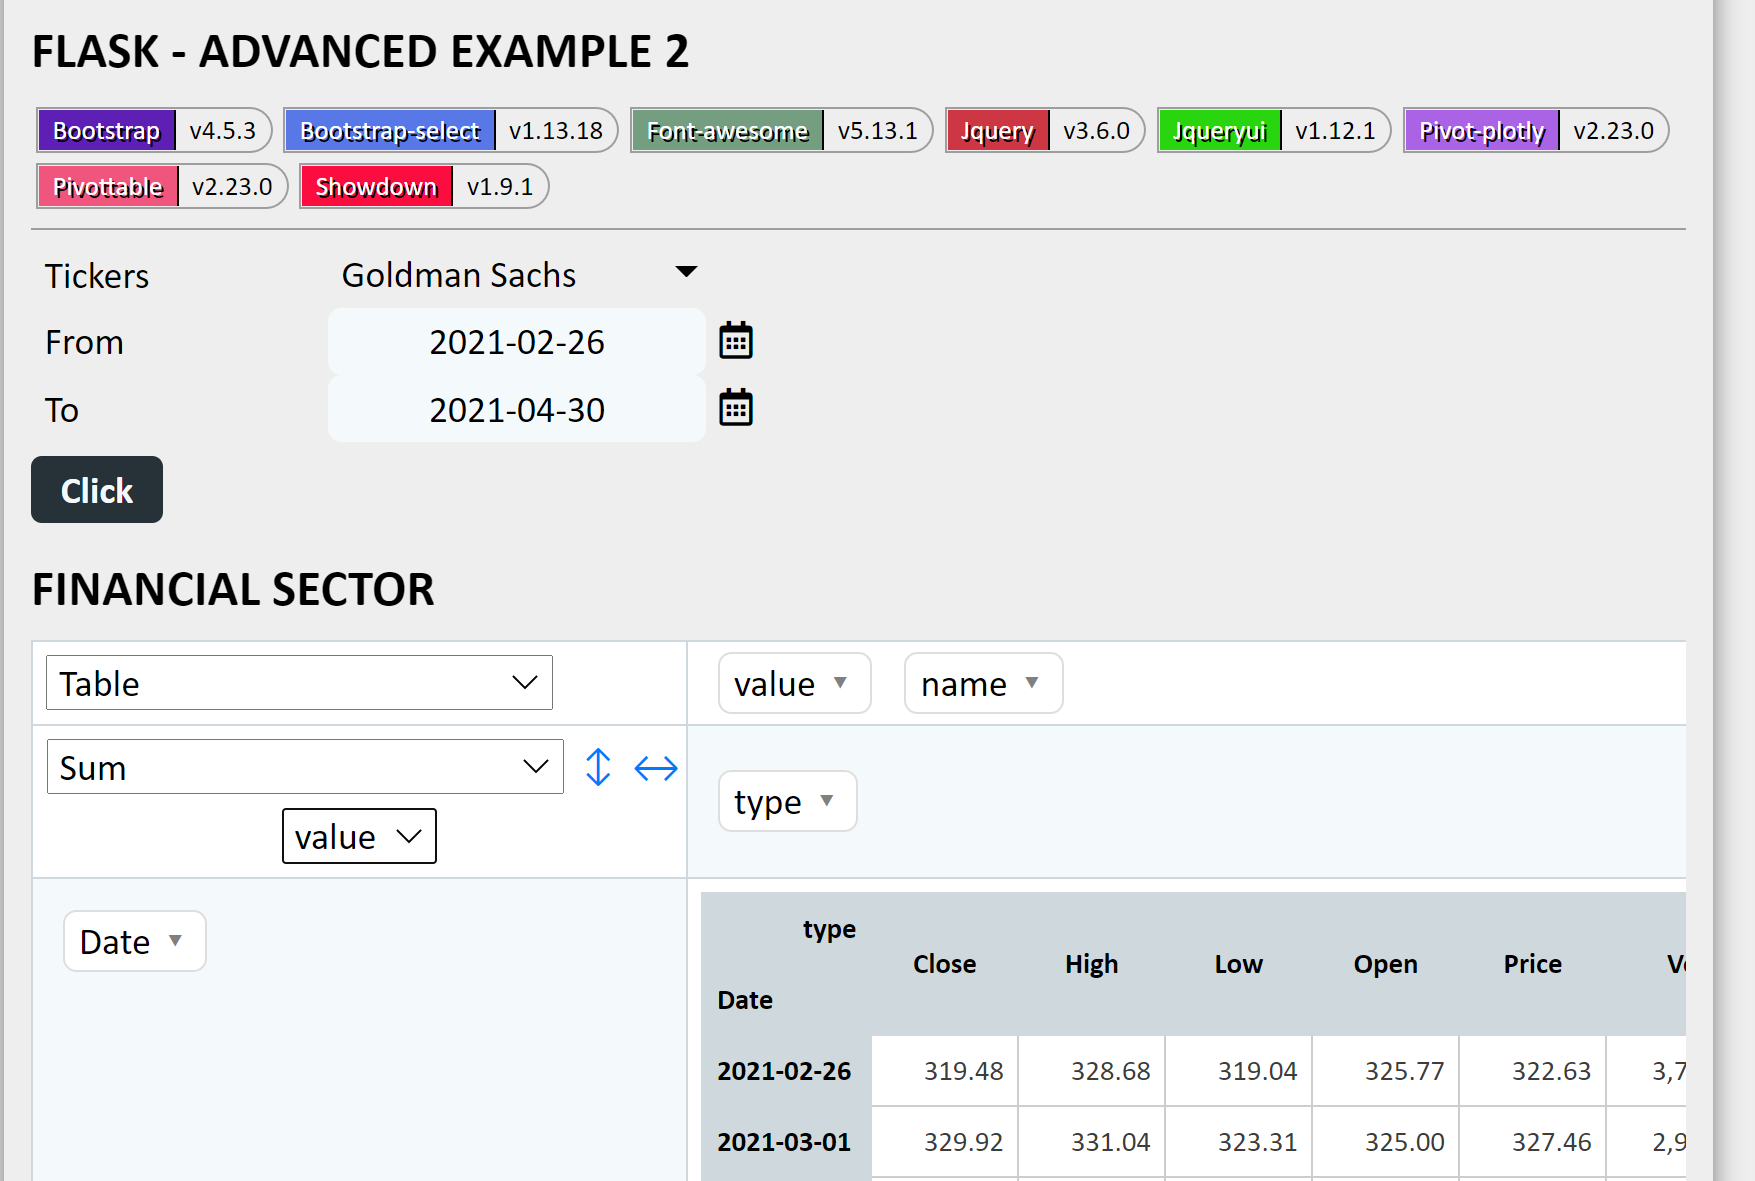 FLASK - ADVANCED EXAMPLE 2
Bootstrap v4.5.3 Bootstrap-select v1.13.18 Font-awesome v5.13.1 Jquery v3.6.0 Jqueryui v1.12.1 Pivot-plotly v2.23.0
Pivottable v2.23.0 Showdown v1.9.1
Tickers Goldman Sachs
From 2021-02-26
To 2021-04-30
Click
FINANCIAL SECTOR
Table value name
Sum
value
type
Date
type
Close High Low Open Price
Date
2021-02-26 319.48 328.68 319.04 325.77 322.63 3,7
2021-03-01 329.92 331.04 323.31 325.00 327.46 2,9